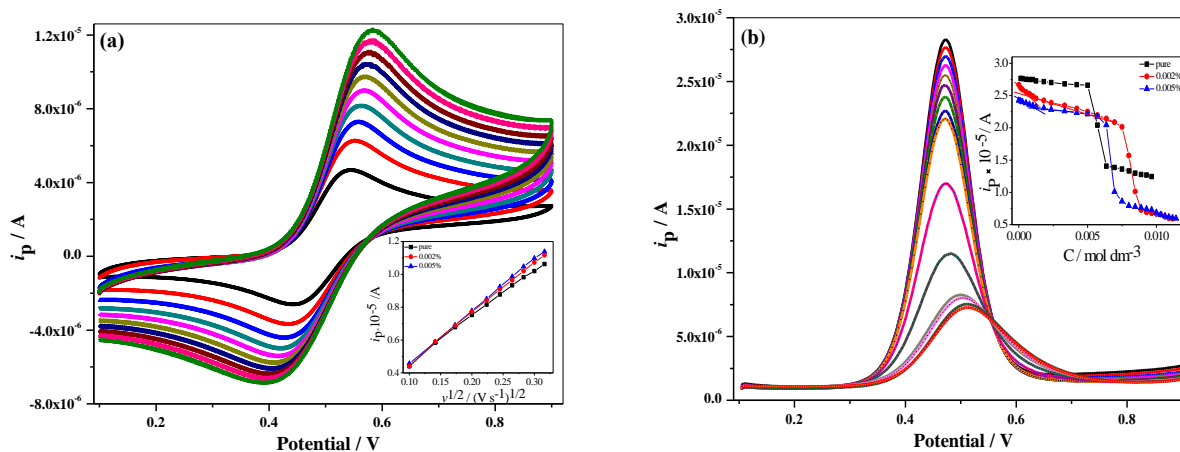 (a)
1.2x10⁻⁵
8.0x10⁻⁶
4.0x10⁻⁶
0.0
-4.0x10⁻⁶
-8.0x10⁻⁶
iₚ / A
0.2 0.4 0.6 0.8
Potential / V
pure
0.002%
0.005%
1.2
1.0
0.8
0.6
0.4
iₚ.10⁻⁵ /A
0.10 0.15 0.20 0.25 0.30
v¹ᐟ² / (V s⁻¹)¹ᐟ²
(b)
3.0x10⁻⁵
2.5x10⁻⁵
2.0x10⁻⁵
1.5x10⁻⁵
1.0x10⁻⁵
5.0x10⁻⁶
0.0
iₚ / A
0.2 0.4 0.6 0.8
Potential / V
pure
0.002%
0.005%
3.0
2.5
2.0
1.5
1.0
0.5
iₚ × 10⁻⁵ / A
0.000 0.005 0.010
C / mol dm⁻³